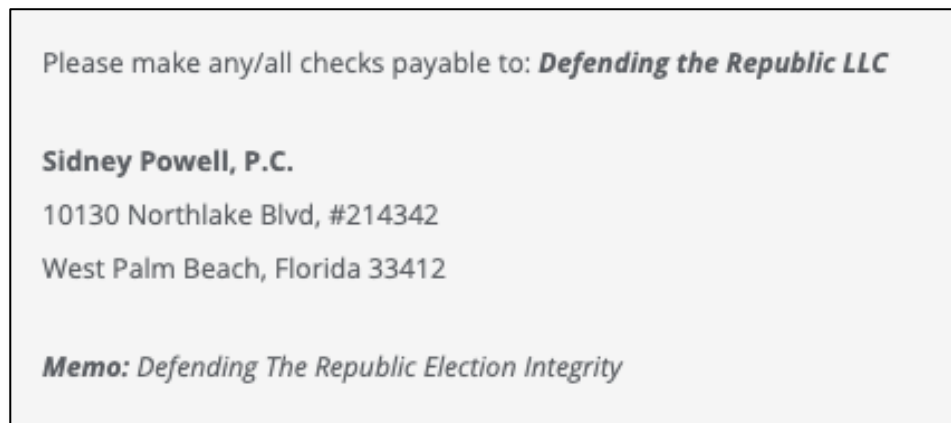 Please make any/all checks payable to: Defending the Republic LLC
Sidney Powell, P.C.
10130 Northlake Blvd, #214342
West Palm Beach, Florida 33412
Memo: Defending The Republic Election Integrity